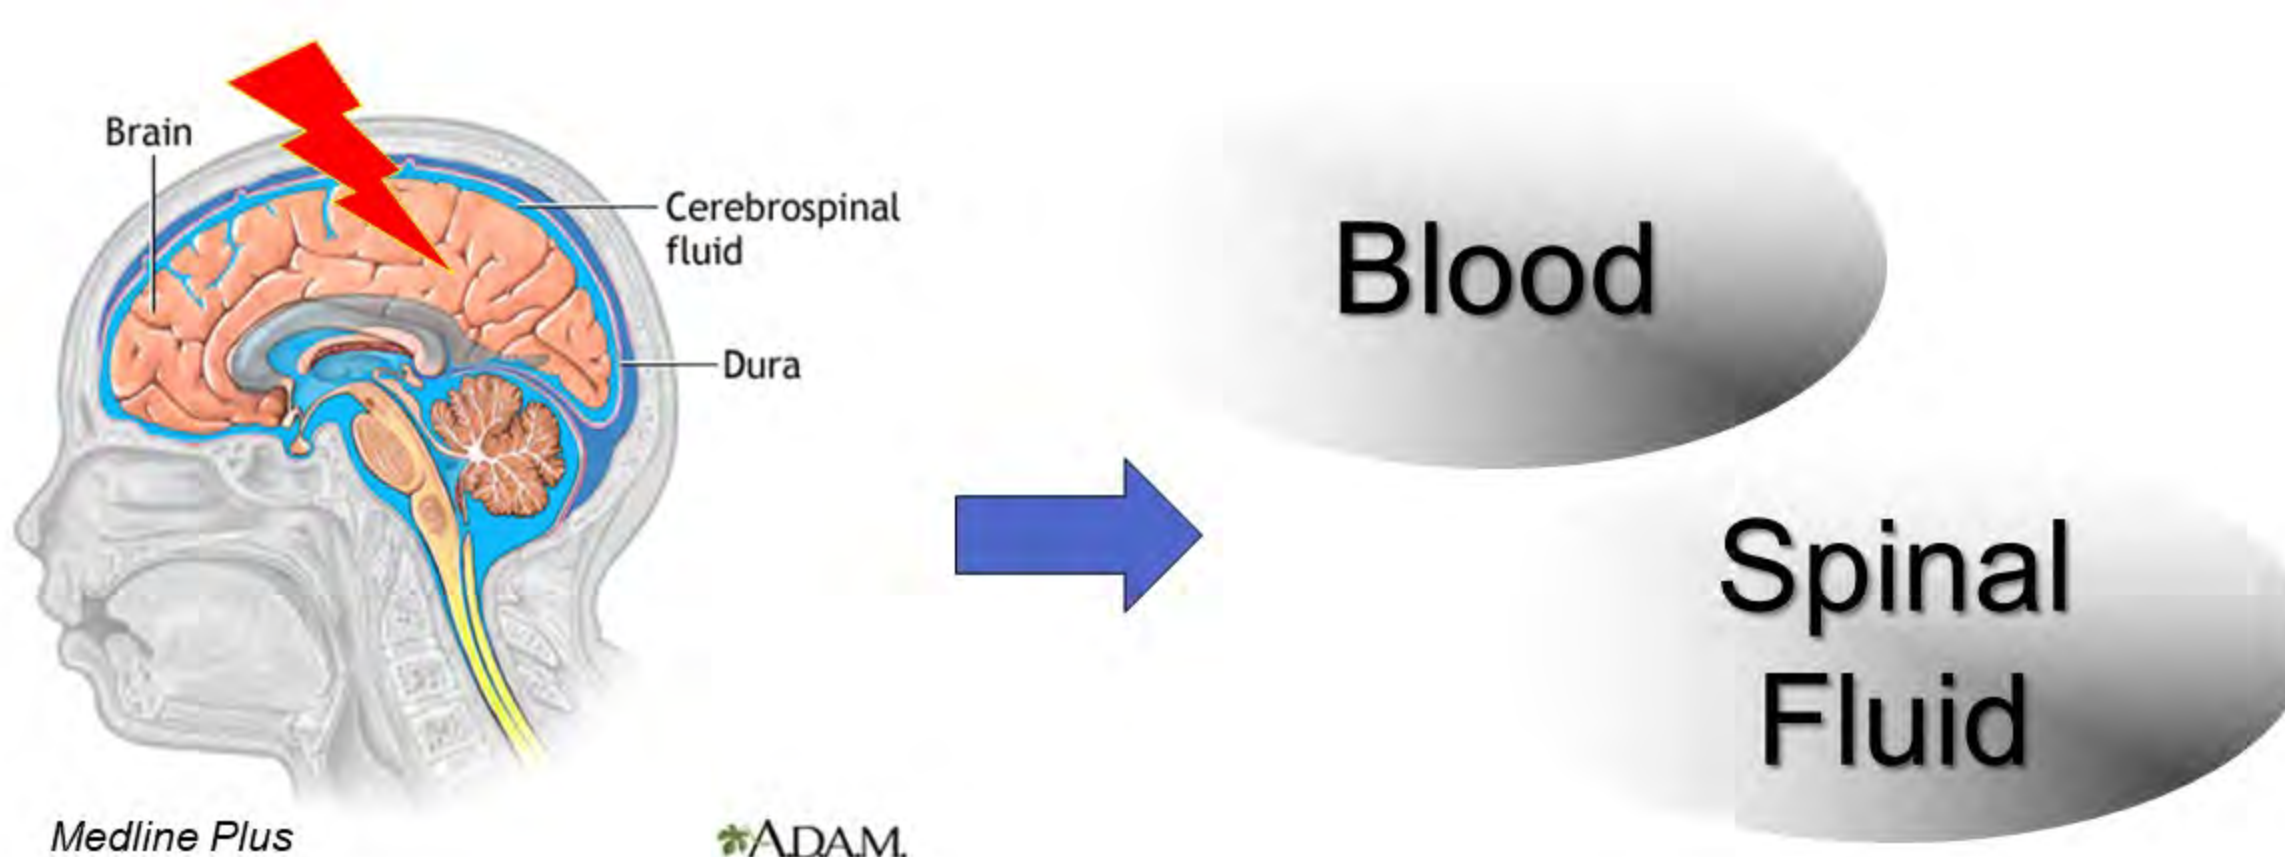 Brain
Cerebrospinal
fluid
Dura
Medline Plus
A.D.A.M.
Blood
Spinal
Fluid